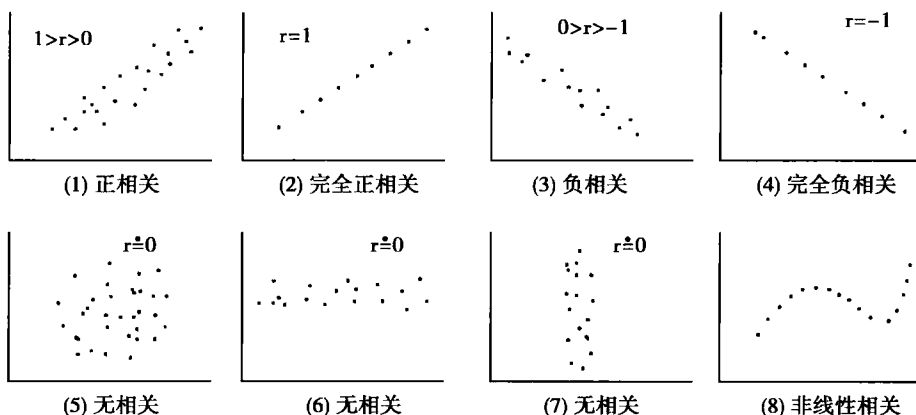 1>r>0
r=1
0>r>-1
r=-1
(1) 正相关
(2) 完全正相关
(3) 负相关
(4) 完全负相关
r≐0
r≐0
r≐0
(5) 无相关
(6) 无相关
(7) 无相关
(8) 非线性相关